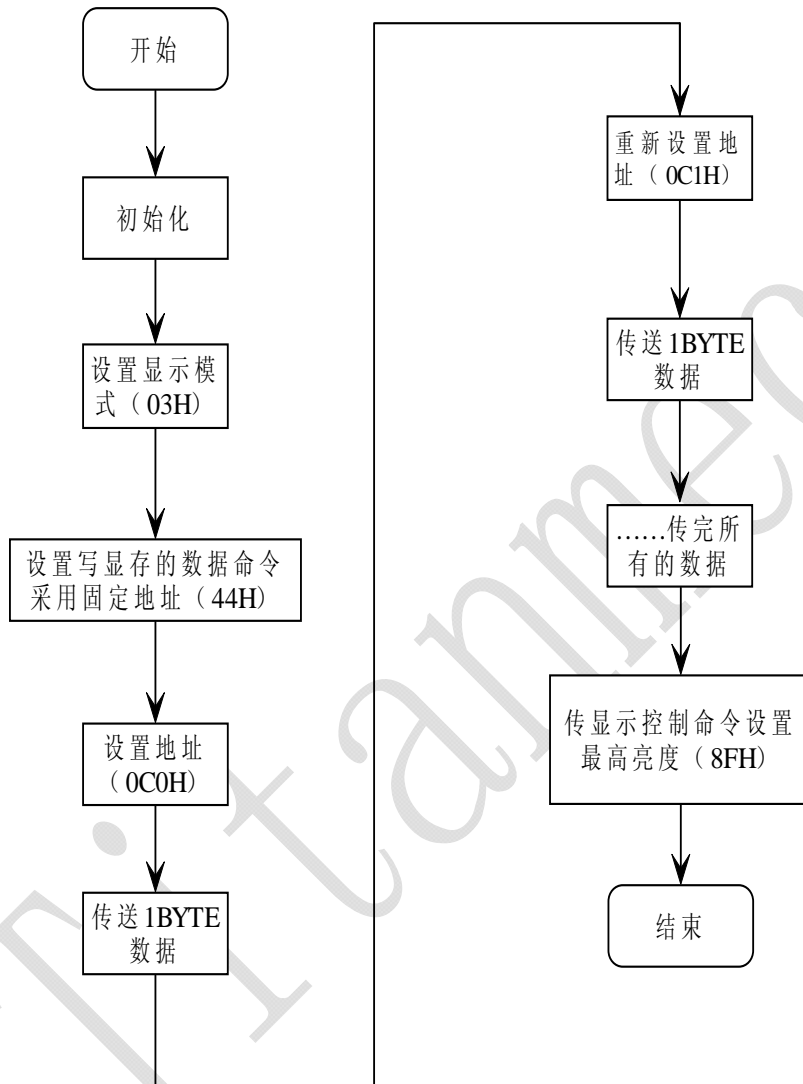 开始
初始化
设置显示模
式（03H）
设置写显存的数据命令
采用固定地址（44H）
设置地址
（0C0H）
传送1BYTE
数据
重新设置地
址（0C1H）
传送1BYTE
数据
……传完所
有的数据
传显示控制命令设置
最高亮度（8FH）
结束
Titanmec